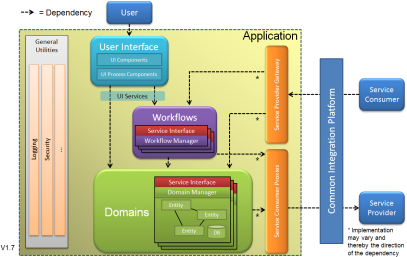 = Dependency
User
Application
General
Utilities
User Interface
UI Components
UI Process Components
UI Services
Logging
Security
...
Workflows
Service Interface
Workflow Manager
Service Provider Gateway
*
*
Common Integration Platform
Service
Consumer
Domains
Service Interface
Domain Manager
Entity
Entity
Entity
DB
Service Consumer Proxies
*
*
Service
Provider
* Implementation
may vary and
thereby the direction
of the dependency
V1.7